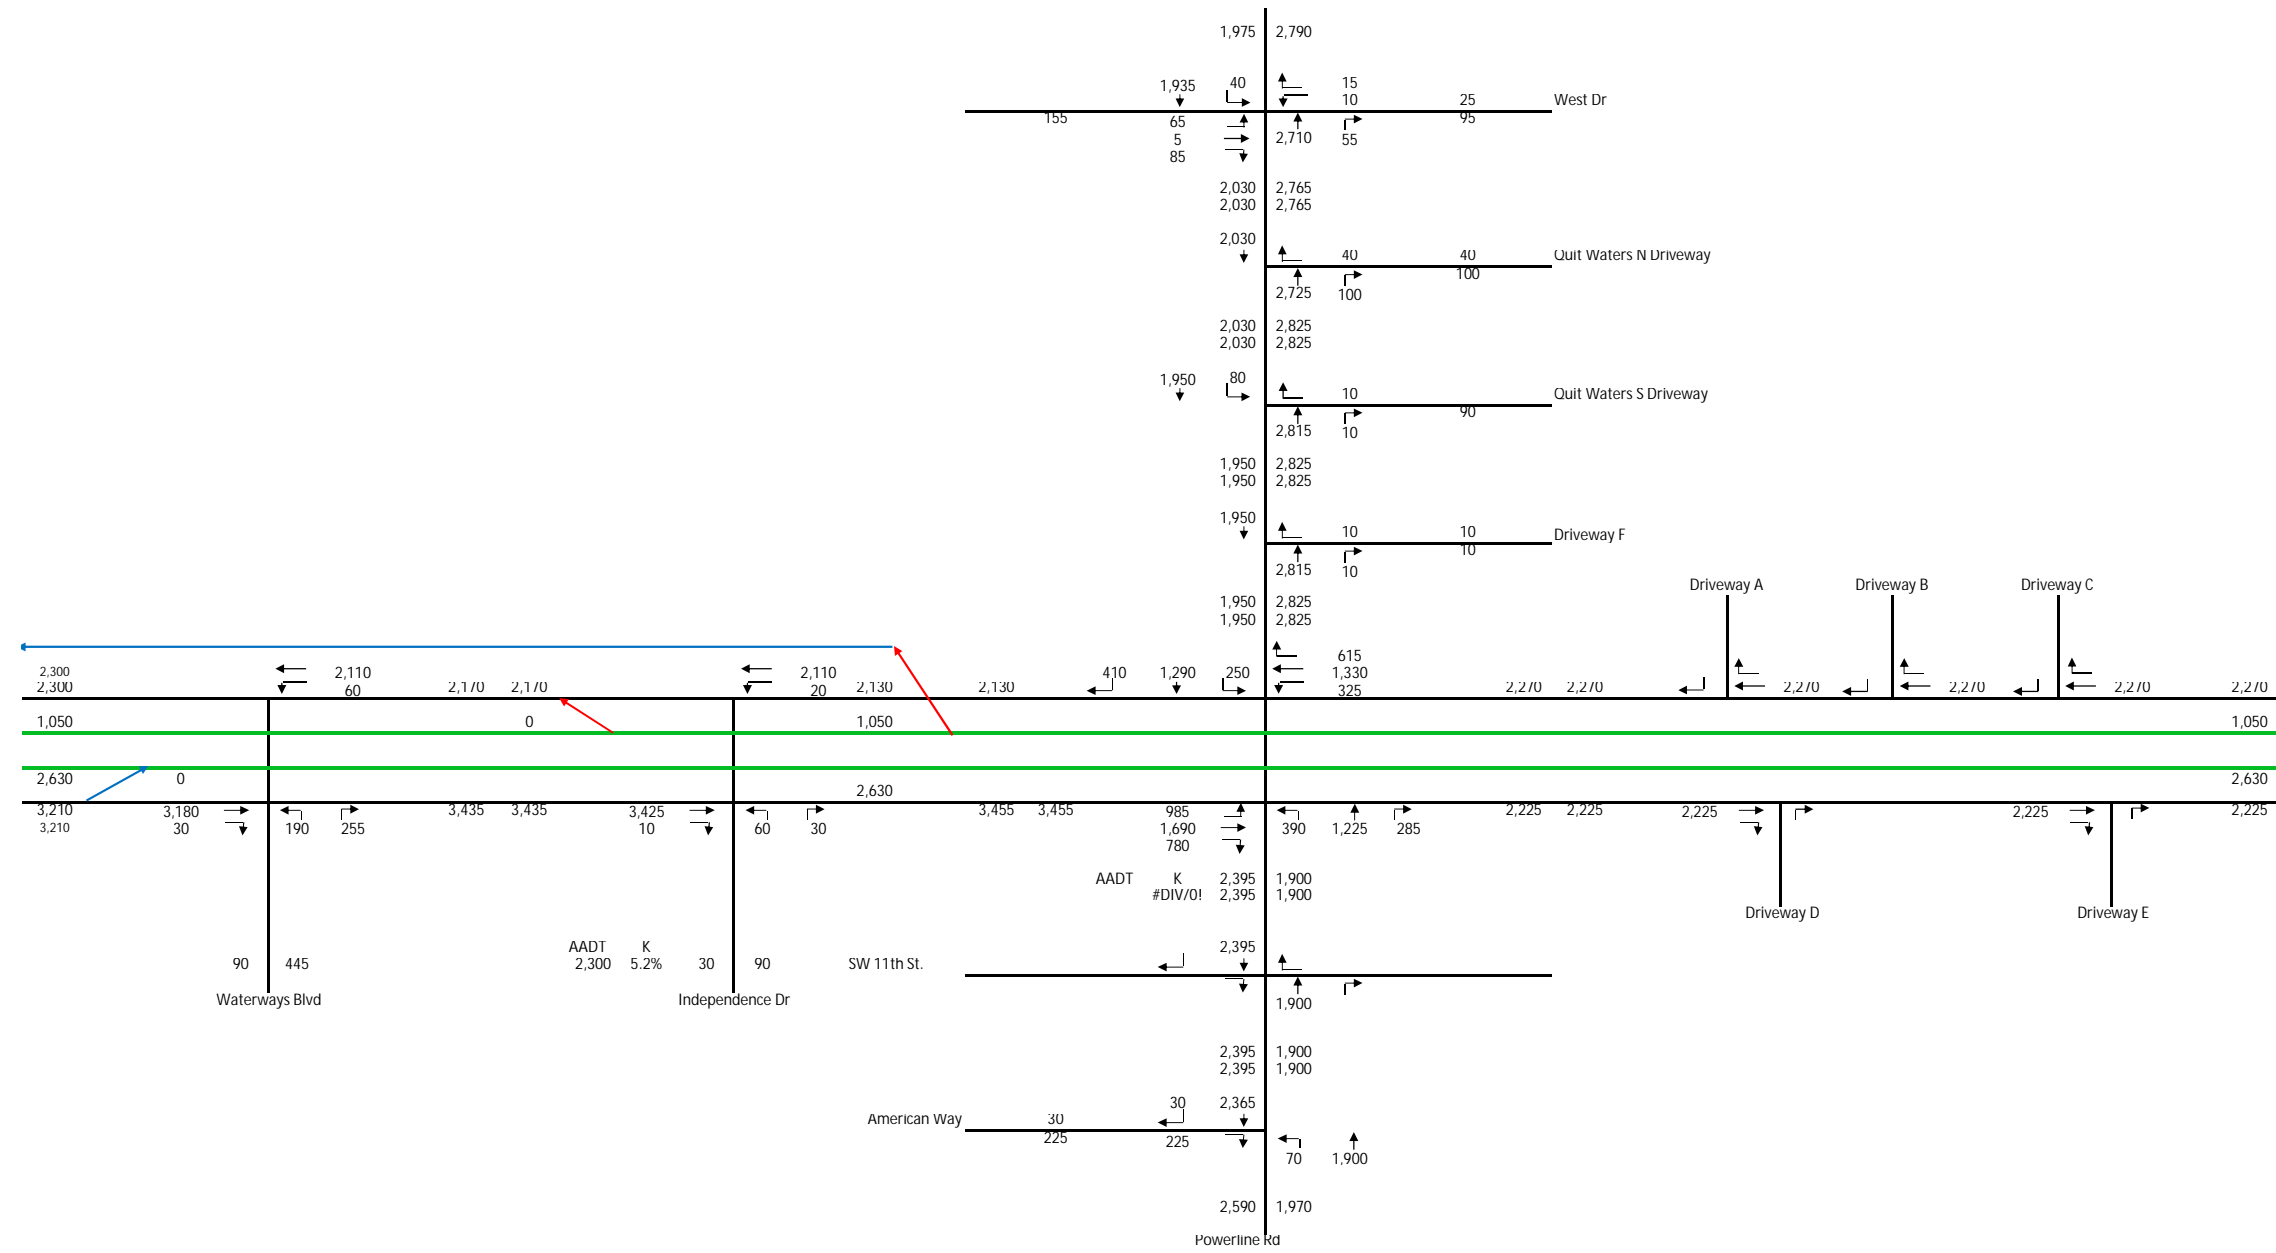 1,975 2,790
1,935 40 15
10 25 West Dr
155 65 95
5 2,710 55
85
2,030 2,765
2,030 2,765
2,030 40 40 Quit Waters N Driveway
100
2,725 100
2,030 2,825
2,030 2,825
1,950 80 10 Quit Waters S Driveway
90
2,815 10
1,950 2,825
1,950 2,825
1,950 10 10 Driveway F
10
2,815 10
Driveway A Driveway B Driveway C
1,950 2,825
1,950 2,825
615
2,300 2,110 2,110 410 1,290 250 1,330
2,300 60 2,170 2,170 20 2,130 2,130 325 2,270 2,270 2,270 2,270 2,270 2,270
1,050 0 1,050 1,050
2,630 0 2,630
2,630
3,210 3,180 3,435 3,435 3,425 3,455 3,455 985 2,225 2,225 2,225 2,225 2,225
3,210 30 190 255 10 60 30 1,690 390 1,225 285
780
AADT K 2,395 1,900
#DIV/0! 2,395 1,900
Driveway D Driveway E
AADT K 2,395
90 445 2,300 5.2% 30 90 SW 11th St.
Waterways Blvd Independence Dr 1,900
2,395 1,900
2,395 1,900
30 2,365
American Way 30
225 225
70 1,900
2,590 1,970
Powerline Rd